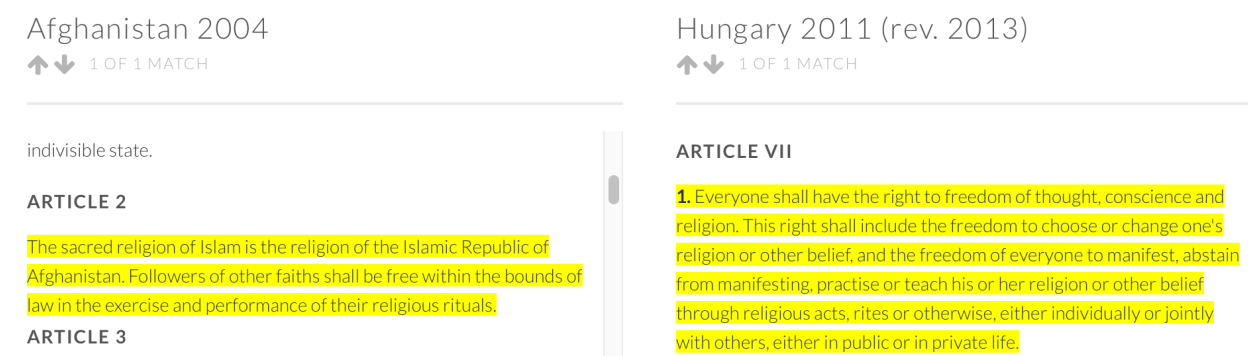 Afghanistan 2004
1 OF 1 MATCH
indivisible state.
ARTICLE 2
The sacred religion of Islam is the religion of the Islamic Republic of
Afghanistan. Followers of other faiths shall be free within the bounds of
law in the exercise and performance of their religious rituals.
ARTICLE 3
Hungary 2011 (rev. 2013)
1 OF 1 MATCH
ARTICLE VII
1. Everyone shall have the right to freedom of thought, conscience and
religion. This right shall include the freedom to choose or change one's
religion or other belief, and the freedom of everyone to manifest, abstain
from manifesting, practise or teach his or her religion or other belief
through religious acts, rites or otherwise, either individually or jointly
with others, either in public or in private life.